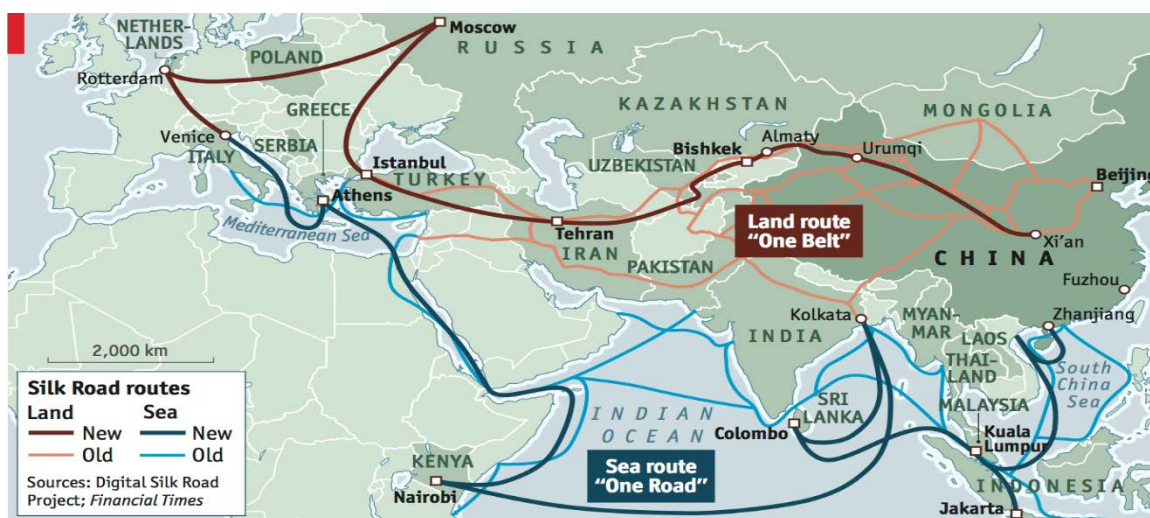 NETHER-
LANDS
Moscow
RUSSIA
POLAND
Rotterdam
KAZAKHSTAN
MONGOLIA
GREECE
Venice
SERBIA
ITALY
Almaty
Bishkek
Urumqi
UZBEKISTAN
Istanbul
TURKEY
Beijing
Athens
Mediterranean Sea
Tehran
IRAN
Land route
“One Belt”
Xi’an
CHINA
PAKISTAN
Fuzhou
Kolkata
Zhanjiang
INDIA
MYAN-
MAR
LAOS
THAI-
LAND
South
China
Sea
2,000 km
Silk Road routes
Land Sea
New New
Old Old
Sources: Digital Silk Road
Project; Financial Times
INDIAN
OCEAN
SRI
LANKA
Colombo
MALAYSIA
Kuala
Lumpur
KENYA
Nairobi
Sea route
“One Road”
INDONESIA
Jakarta